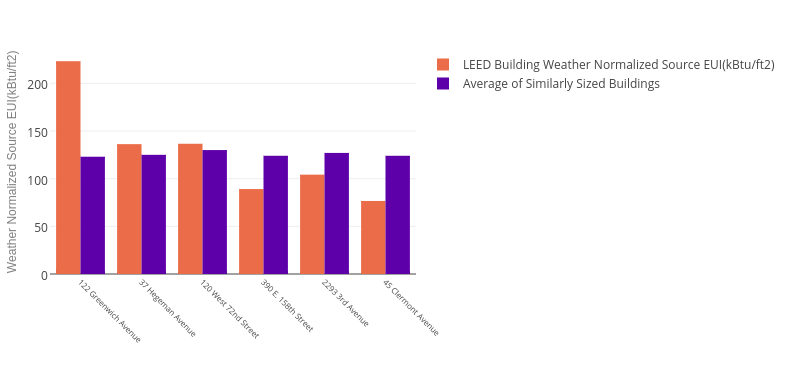 Weather Normalized Source EUI(kBtu/ft2)
200
150
100
50
0
122 Greenwich Avenue
37 Hegeman Avenue
120 West 72nd Street
390 E. 158th Street
2293 3rd Avenue
45 Clermont Avenue
LEED Building Weather Normalized Source EUI(kBtu/ft2)
Average of Similarly Sized Buildings